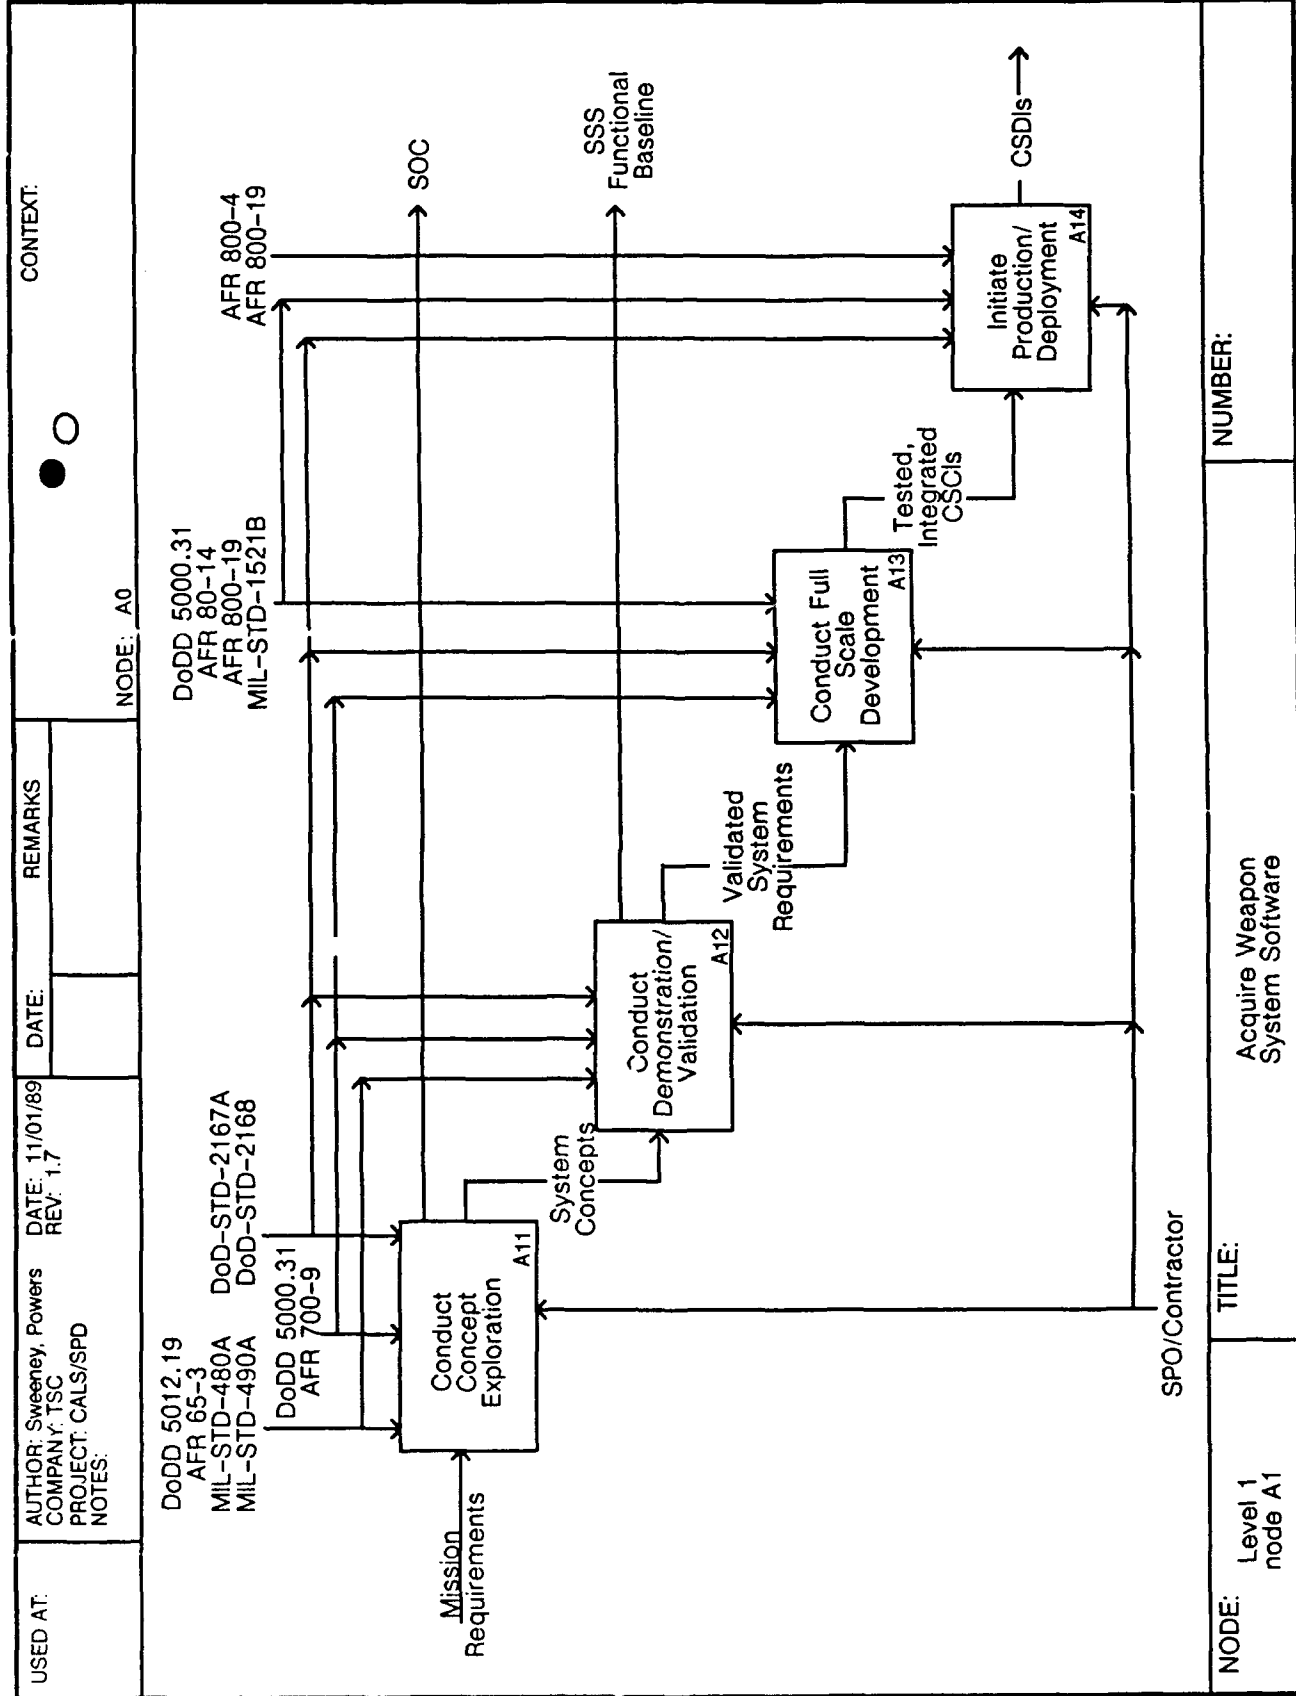 USED AT:
AUTHOR: Sweeney, Powers
COMPANY: TSC
PROJECT: CALS/SPD
NOTES:
DATE: 11/01/89
REV: 1.7
DATE:
REMARKS
NODE: A0
CONTEXT:
DoDD 5012.19
AFR 65-3
MIL-STD-480A
MIL-STD-490A
DoDD 5000.31
AFR 700-9
DoD-STD-2167A
DoD-STD-2168
DoDD 5000.31
AFR 80-14
AFR 800-19
MIL-STD-1521B
AFR 800-4
AFR 800-19
SOC
SSS
Functional
Baseline
Mission
Requirements
Conduct
Concept
Exploration
A11
System
Concepts
Conduct
Demonstration/
Validation
A12
Validated
System
Requirements
Conduct Full
Scale
Development
A13
Tested,
Integrated
CSCIs
Initiate
Production/
Deployment
A14
CSDIs
SPO/Contractor
NODE:
Level 1
node A1
TITLE:
Acquire Weapon
System Software
NUMBER: